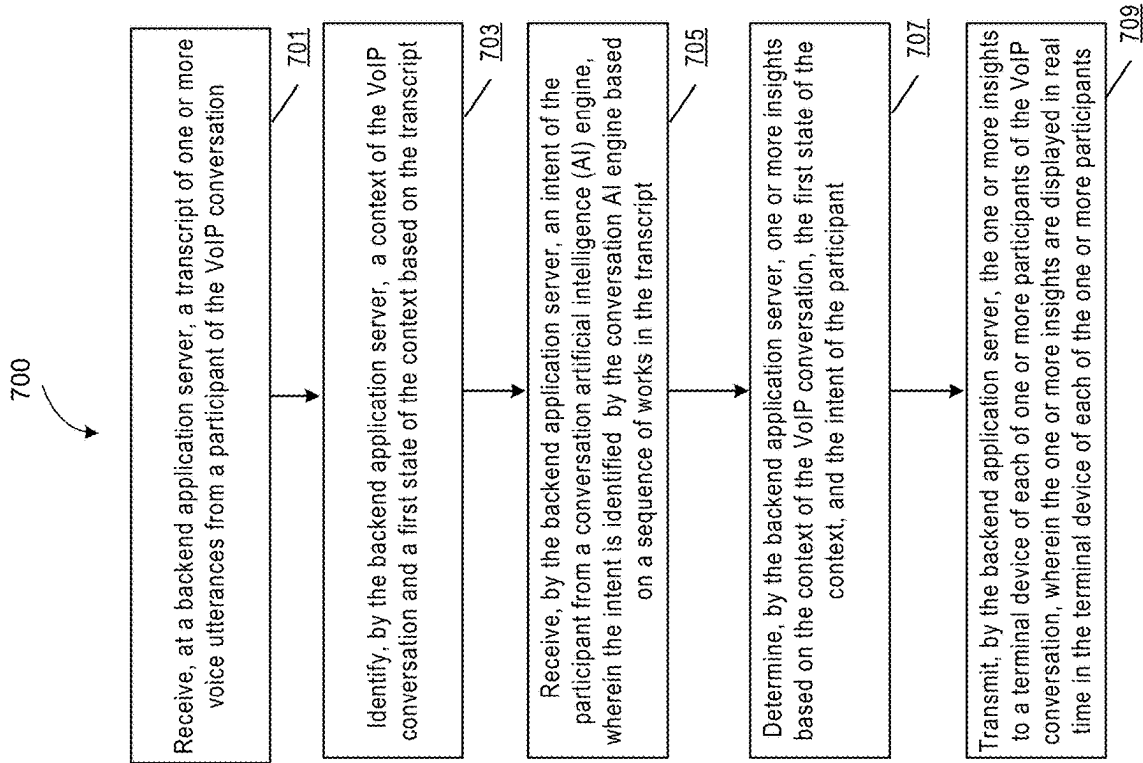 700
Receive, at a backend application server, a transcript of one or more
voice utterances from a participant of the VoIP conversation
701
Identify, by the backend application server, a context of the VoIP
conversation and a first state of the context based on the transcript
703
Receive, by the backend application server, an intent of the
participant from a conversation artificial intelligence (AI) engine,
wherein the intent is identified by the conversation AI engine based
on a sequence of works in the transcript
705
Determine, by the backend application server, one or more insights
based on the context of the VoIP conversation, the first state of the
context, and the intent of the participant
707
Transmit, by the backend application server, the one or more insights
to a terminal device of each of one or more participants of the VoIP
conversation, wherein the one or more insights are displayed in real
time in the terminal device of each of the one or more participants
709